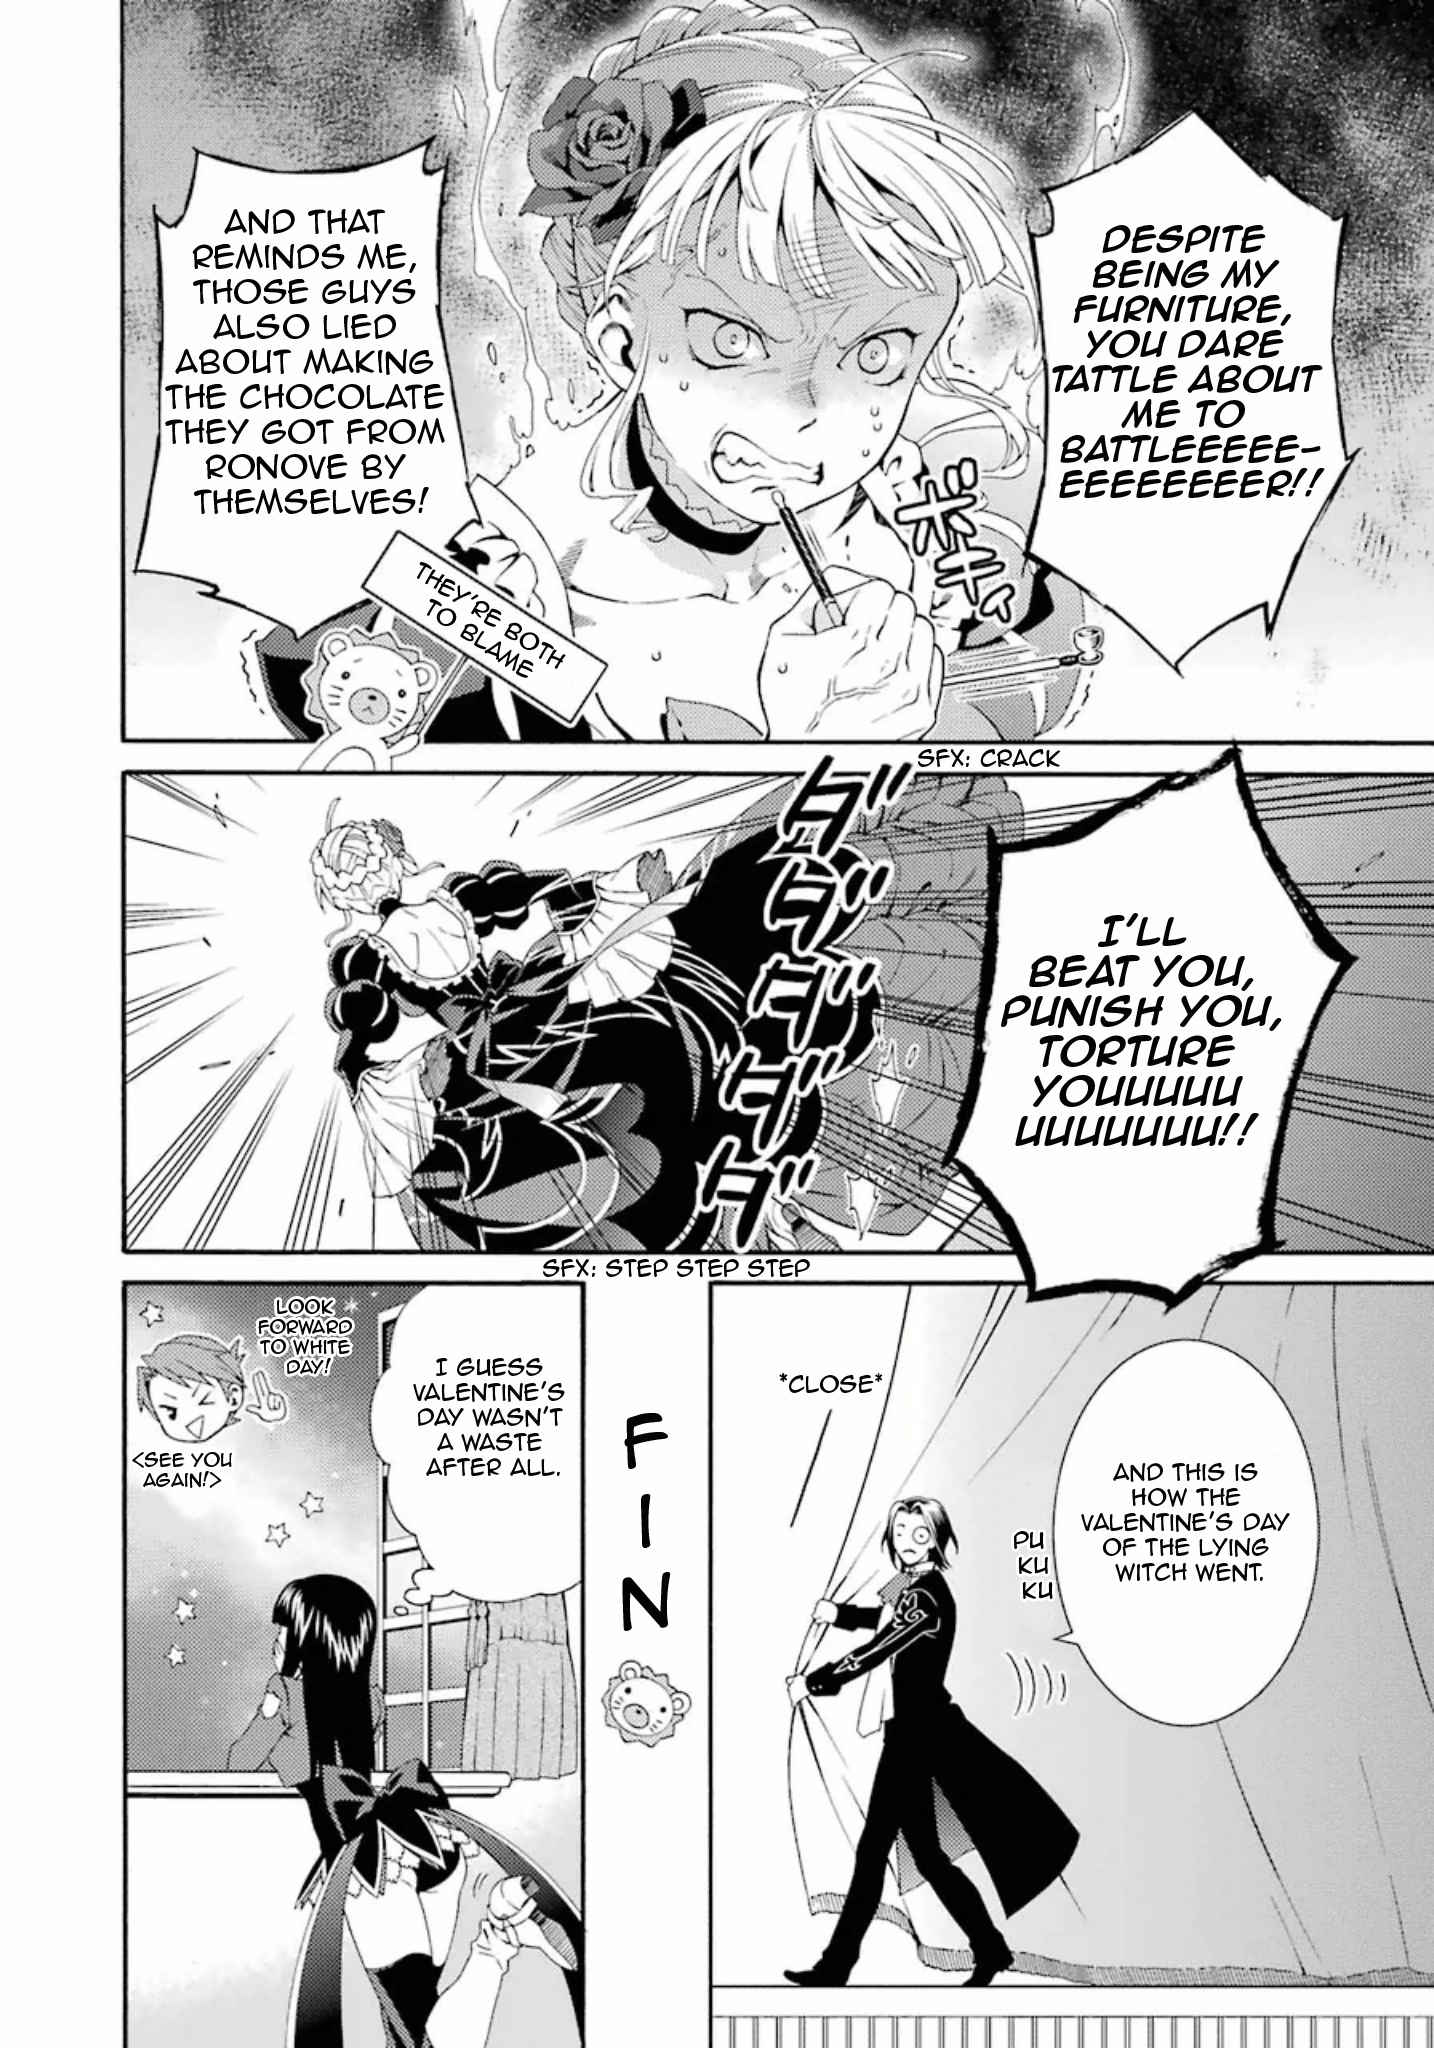 DESPITE
BEING MY
FURNITURE,
YOU DARE
TATTLE ABOUT
ME TO
BATTLEEEEE-
EEEEEEEEER!!
AND THAT
REMINDS ME,
THOSE GUYS
ALSO LIED
ABOUT MAKING
THE CHOCOLATE
THEY GOT FROM
RONOVE BY
THEMSELVES!
ボキィ
THEY'RE BOTH
TO BLAME
SFX: CRACK
I'LL
BEAT YOU,
PUNISH YOU,
TORTURE
YOUUUUUU
UUUUUUUU!!
ダダダダダ
SFX: STEP STEP STEP
AND THIS IS
HOW THE
VALENTINE'S DAY
OF THE LYING
WITCH WENT.
PU
KU
KU
*CLOSE*
FIN
I GUESS
VALENTINE'S
DAY WASN'T
A WASTE
AFTER ALL.
LOOK
FORWARD
TO WHITE
DAY!
<SEE YOU
AGAIN!>